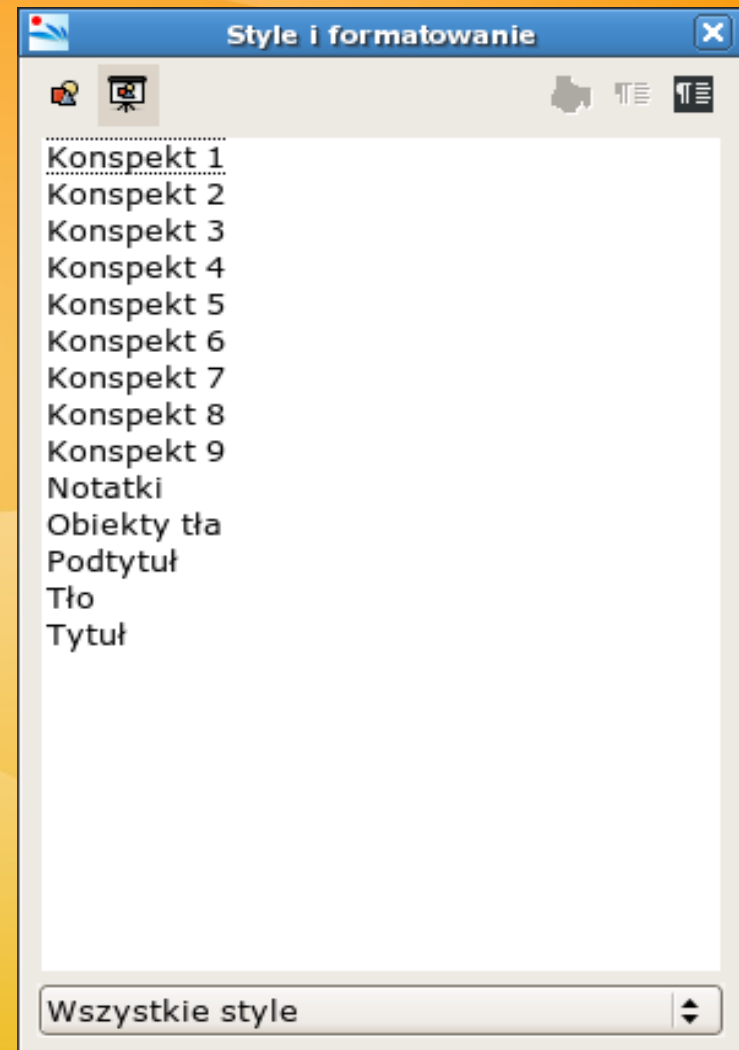 Style i formatowanie
Konspekt 1
Konspekt 2
Konspekt 3
Konspekt 4
Konspekt 5
Konspekt 6
Konspekt 7
Konspekt 8
Konspekt 9
Notatki
Obiekty tła
Podtytuł
Tło
Tytuł
Wszystkie style